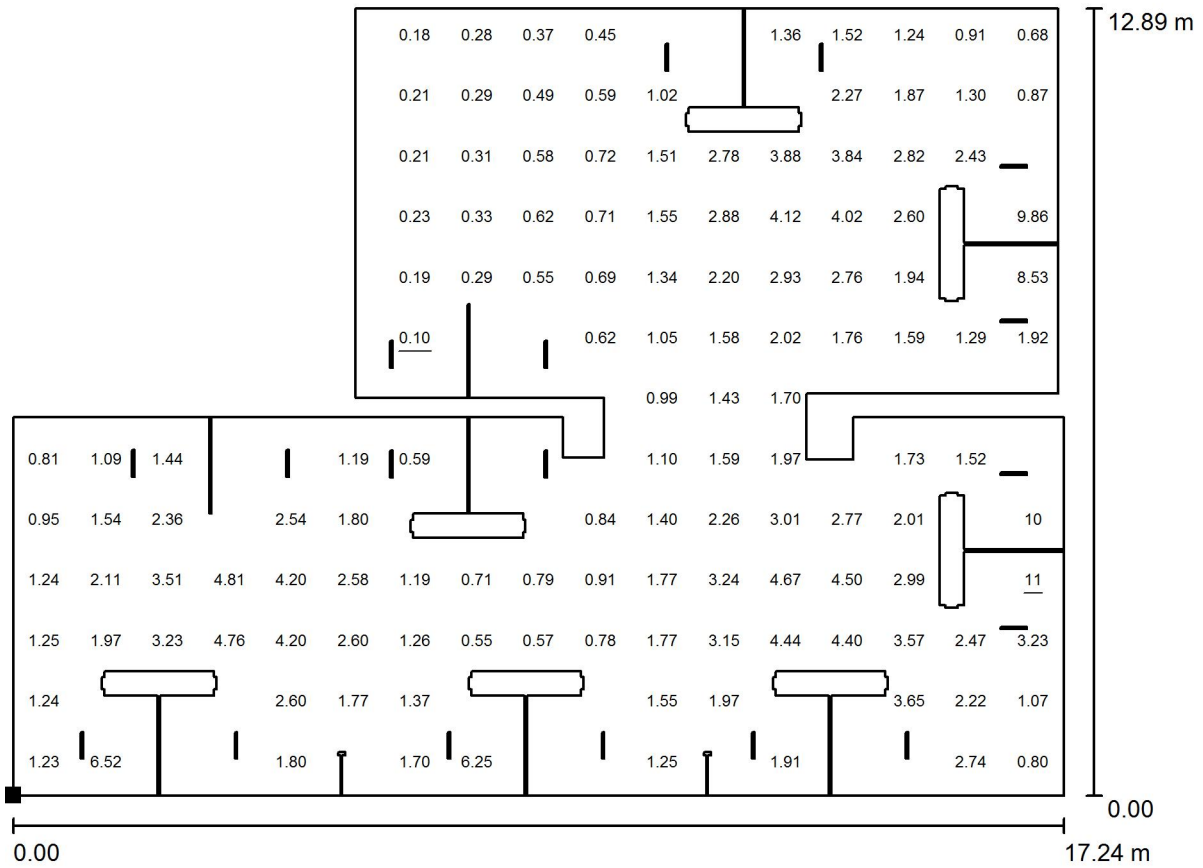 0.18 0.28 0.37 0.45 1.36 1.52 1.24 0.91 0.68 12.89 m
0.21 0.29 0.49 0.59 1.02 2.27 1.87 1.30 0.87
0.21 0.31 0.58 0.72 1.51 2.78 3.88 3.84 2.82 2.43
0.23 0.33 0.62 0.71 1.55 2.88 4.12 4.02 2.60 9.86
0.19 0.29 0.55 0.69 1.34 2.20 2.93 2.76 1.94 8.53
0.10 0.62 1.05 1.58 2.02 1.76 1.59 1.29 1.92
0.99 1.43 1.70
0.81 1.09 1.44 1.19 0.59 1.10 1.59 1.97 1.73 1.52
0.95 1.54 2.36 2.54 1.80 0.84 1.40 2.26 3.01 2.77 2.01 10
1.24 2.11 3.51 4.81 4.20 2.58 1.19 0.71 0.79 0.91 1.77 3.24 4.67 4.50 2.99 11
1.25 1.97 3.23 4.76 4.20 2.60 1.26 0.55 0.57 0.78 1.77 3.15 4.44 4.40 3.57 2.47 3.23
1.24 2.60 1.77 1.37 1.55 1.97 3.65 2.22 1.07
1.23 6.52 1.80 1.70 6.25 1.25 1.91 2.74 0.80
0.00
0.00 17.24 m